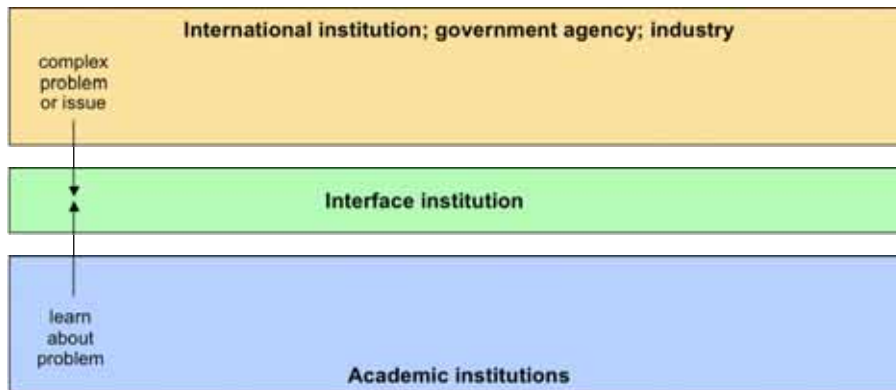 International institution; government agency; industry
complex
problem
or issue
Interface institution
learn
about
problem
Academic institutions